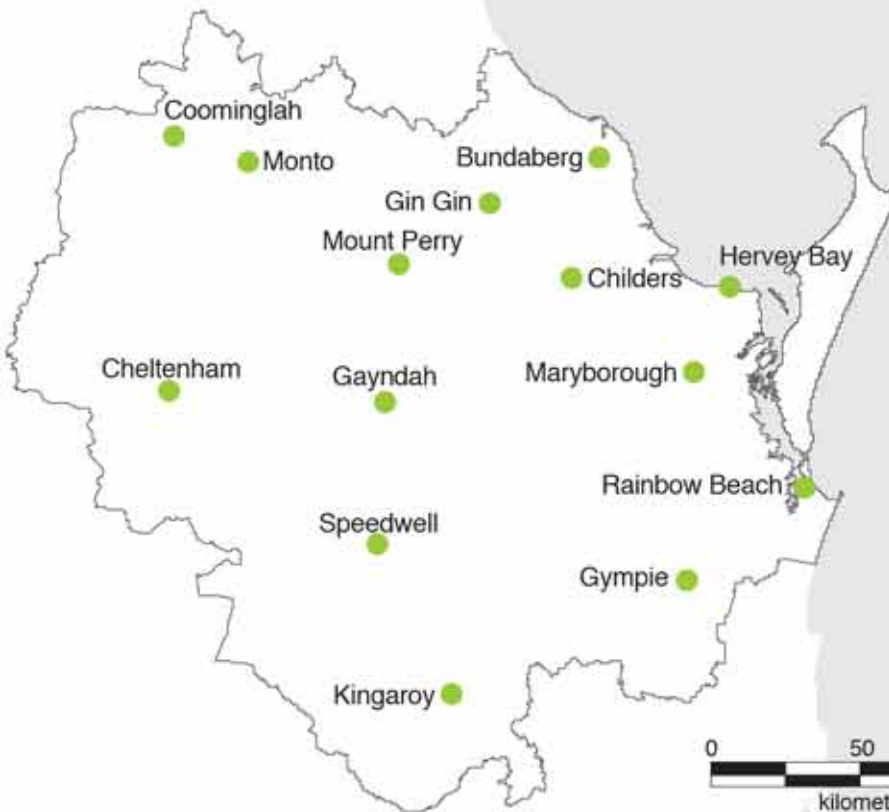 Coominglah
Monto
Bundaberg
Gin Gin
Mount Perry
Hervey Bay
Childers
Cheltenham
Gayndah
Maryborough
Rainbow Beach
Speedwell
Gympie
Kingaroy
0 50
kilomet